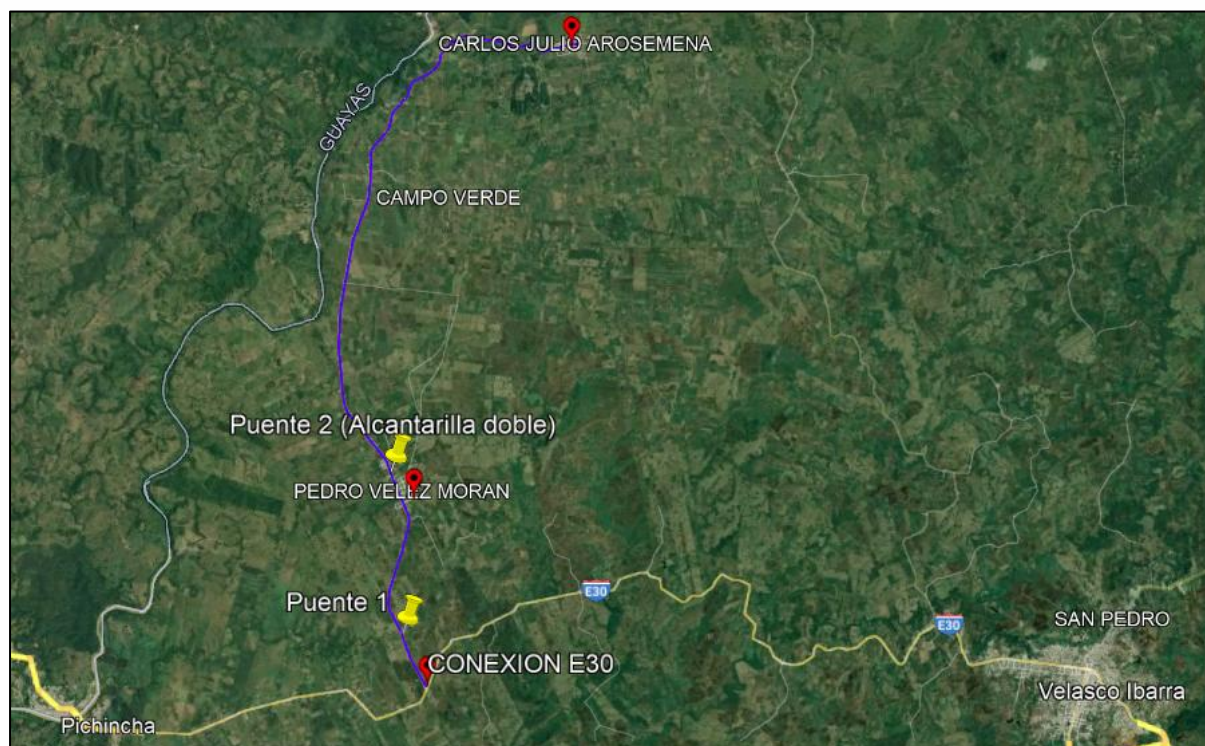 CARLOS JULIO AROSEMENA
GUAYAS
CAMPO VERDE
Puente 2 (Alcantarilla doble)
PEDRO VELEZ MORAN
E30
Puente 1
SAN PEDRO
E30
CONEXION E30
Velasco Ibarra
Pichincha